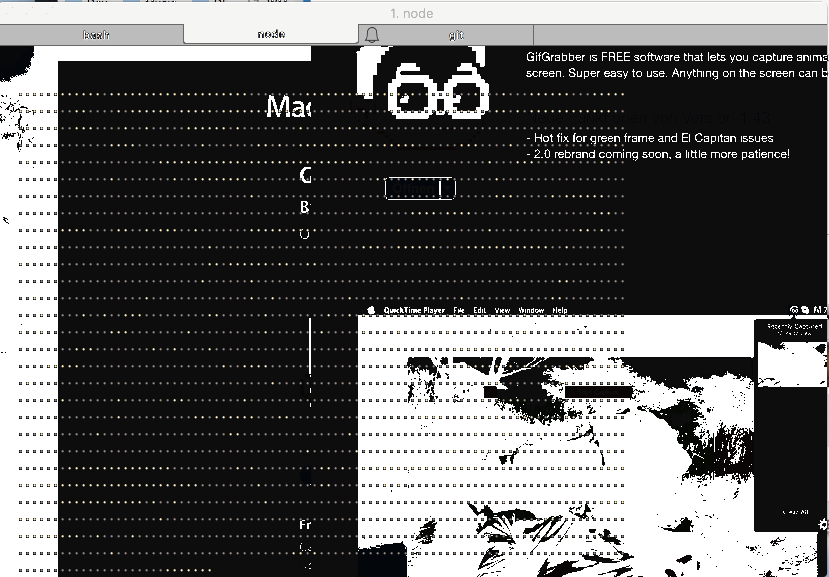 1. node
bash
node
git
GifGrabber is FREE software that lets you capture anima
screen. Super easy to use. Anything on the screen can b
Mac
- Hot fix for green frame and El Capitan issues
- 2.0 rebrand coming soon, a little more patience!
G
B
QuickTime Player File Edit View Window Help
Recently Captured
Fr